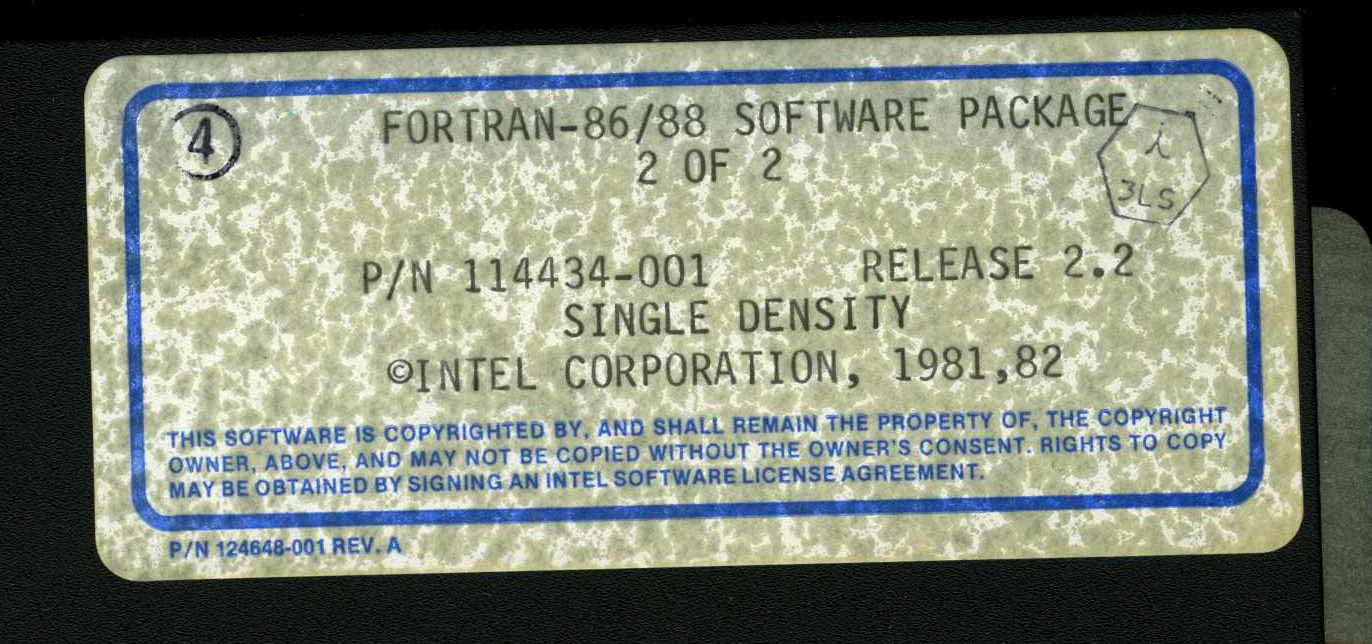 4
FORTRAN-86/88 SOFTWARE PACKAGE
2 OF 2
i
3LS
P/N 114434-001 RELEASE 2.2
SINGLE DENSITY
©INTEL CORPORATION, 1981,82
THIS SOFTWARE IS COPYRIGHTED BY, AND SHALL REMAIN THE PROPERTY OF, THE COPYRIGHT
OWNER, ABOVE, AND MAY NOT BE COPIED WITHOUT THE OWNER'S CONSENT. RIGHTS TO COPY
MAY BE OBTAINED BY SIGNING AN INTEL SOFTWARE LICENSE AGREEMENT.
P/N 124648-001 REV. A